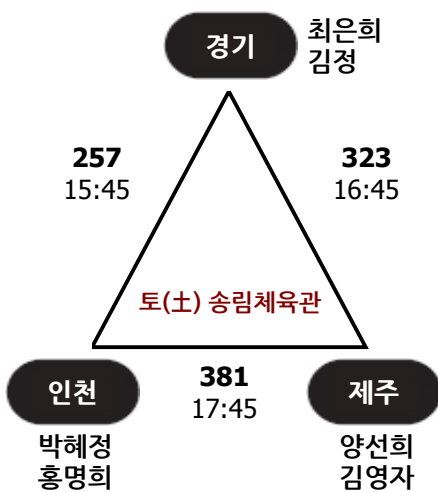 경기
최은희
김정
257
15:45
323
16:45
토(土) 송림체육관
인천
381
17:45
제주
박혜정
홍명희
양선희
김영자